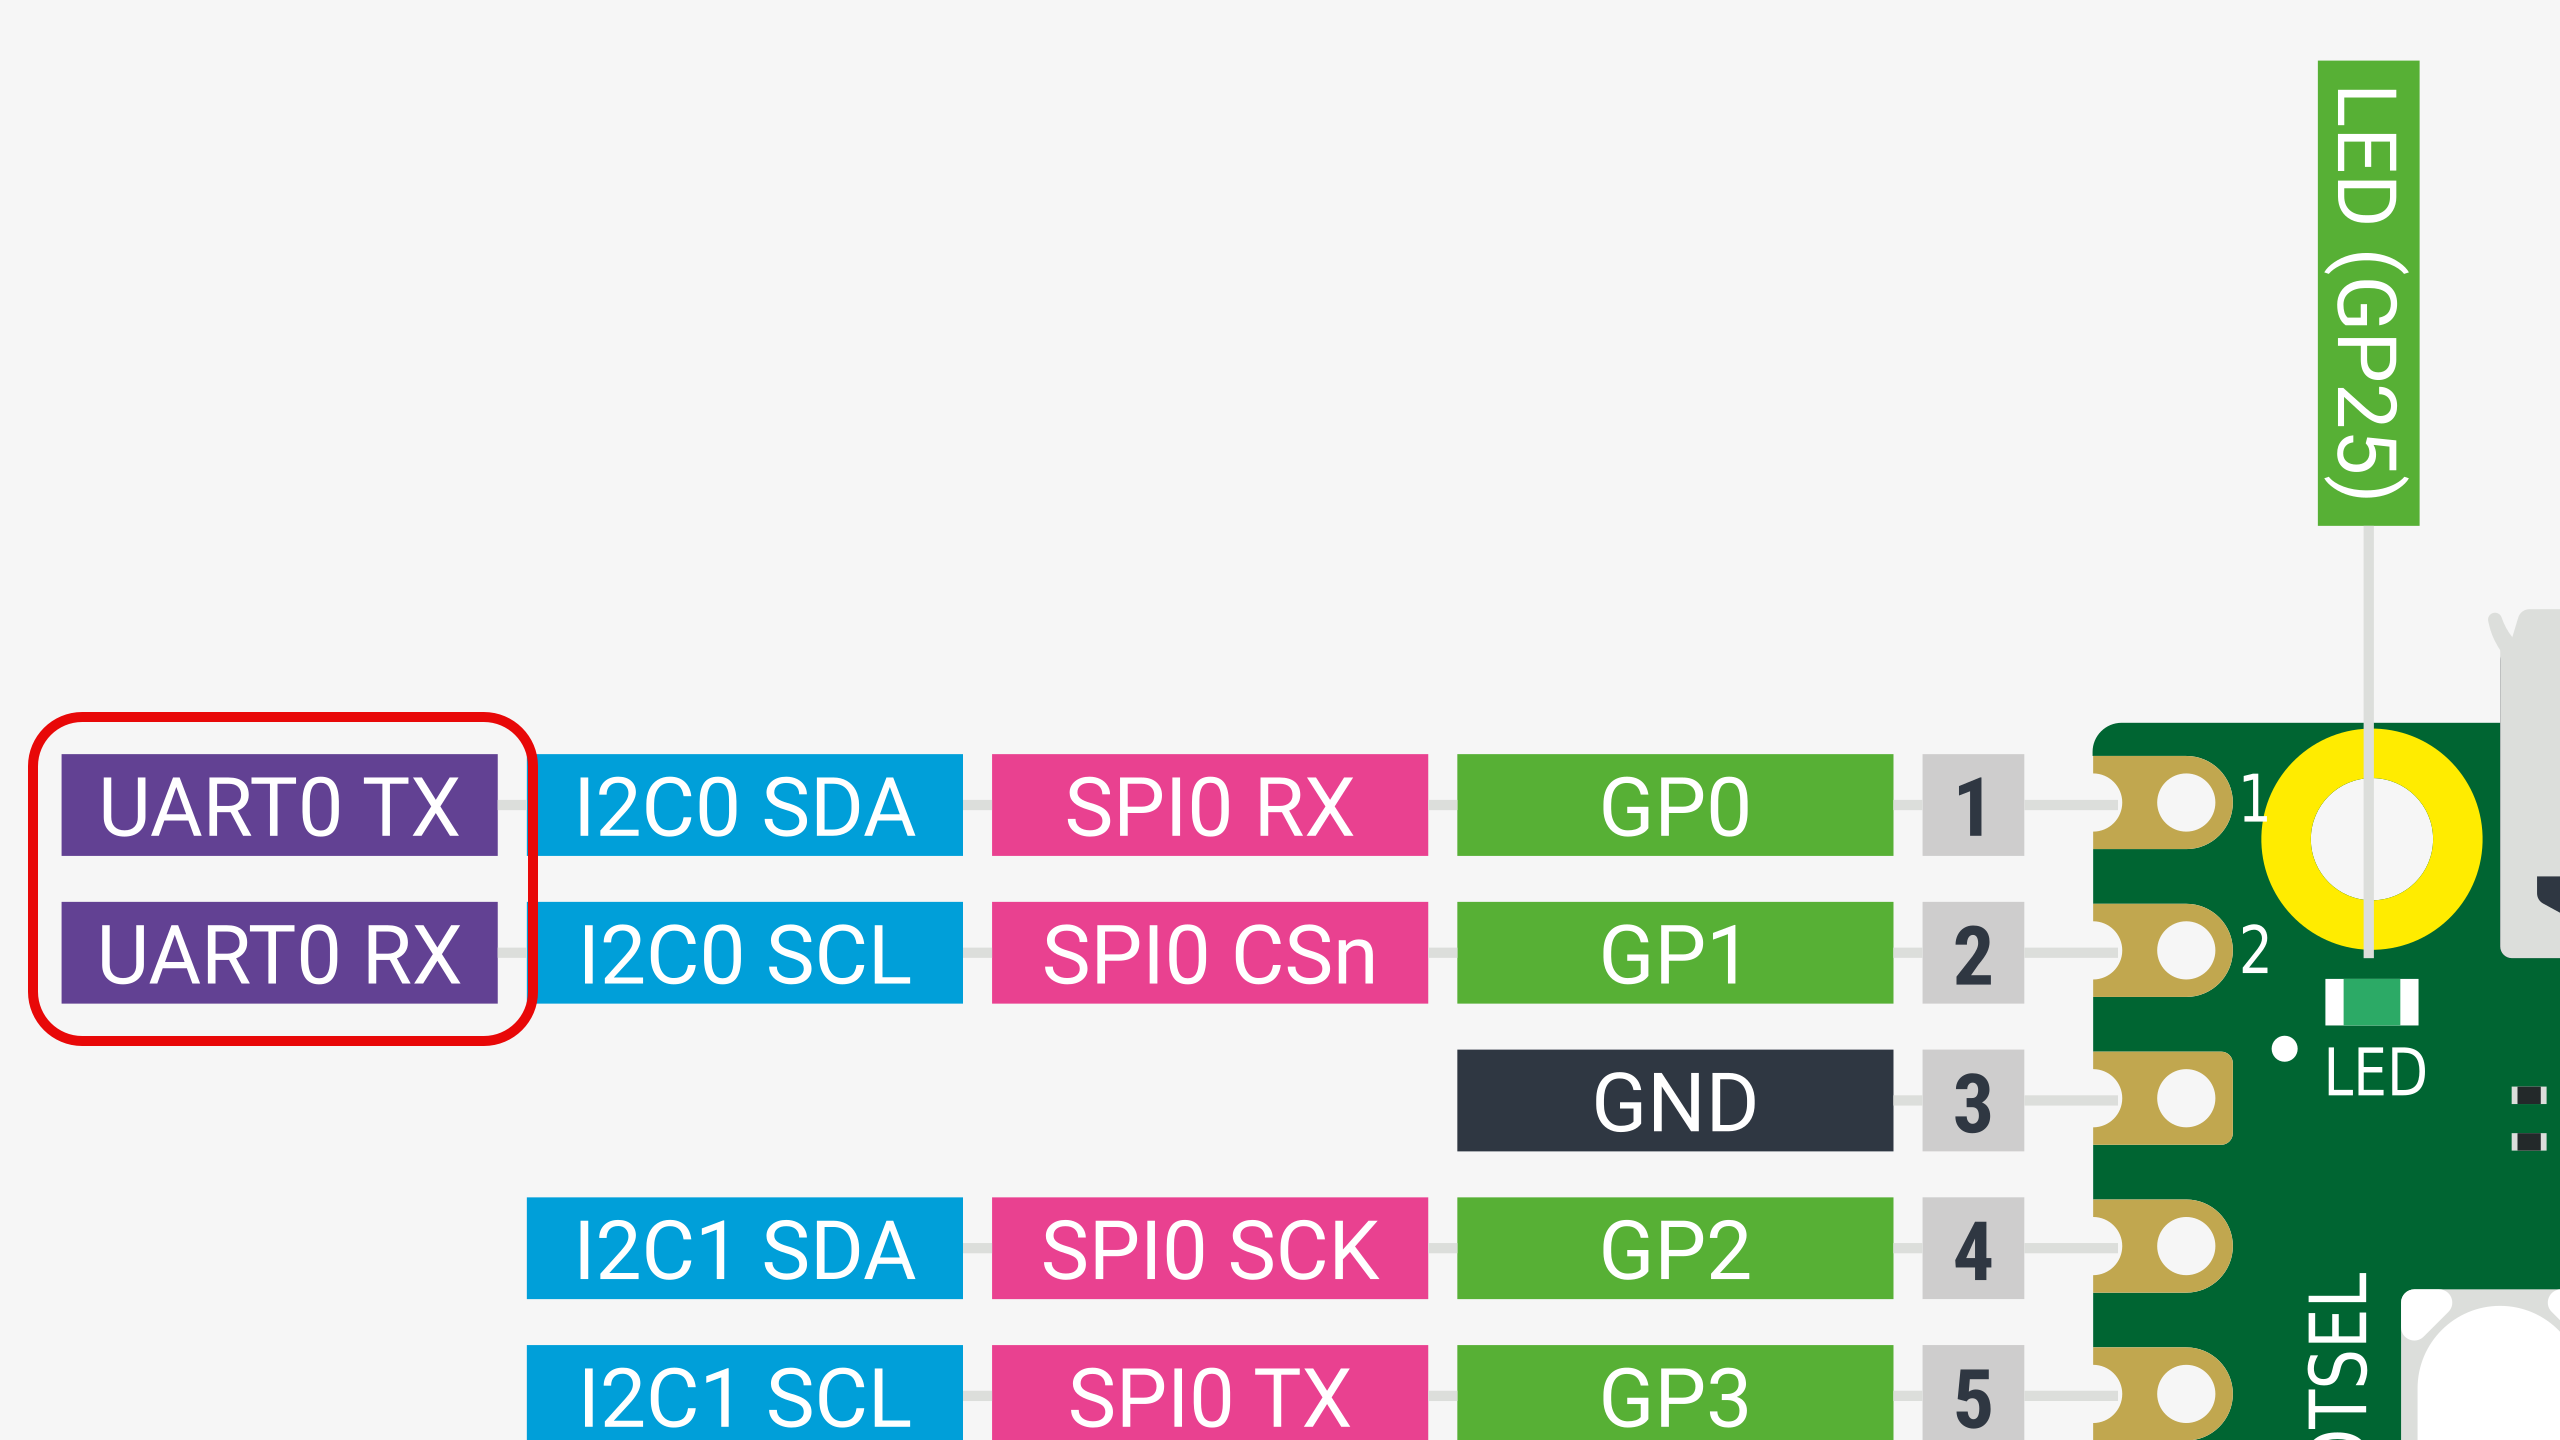 LED (GP25)
UART0 TX I2C0 SDA SPI0 RX GP0 1 1
UART0 RX I2C0 SCL SPI0 CSn GP1 2 2
GND 3
LED
I2C1 SDA SPI0 SCK GP2 4
I2C1 SCL SPI0 TX GP3 5